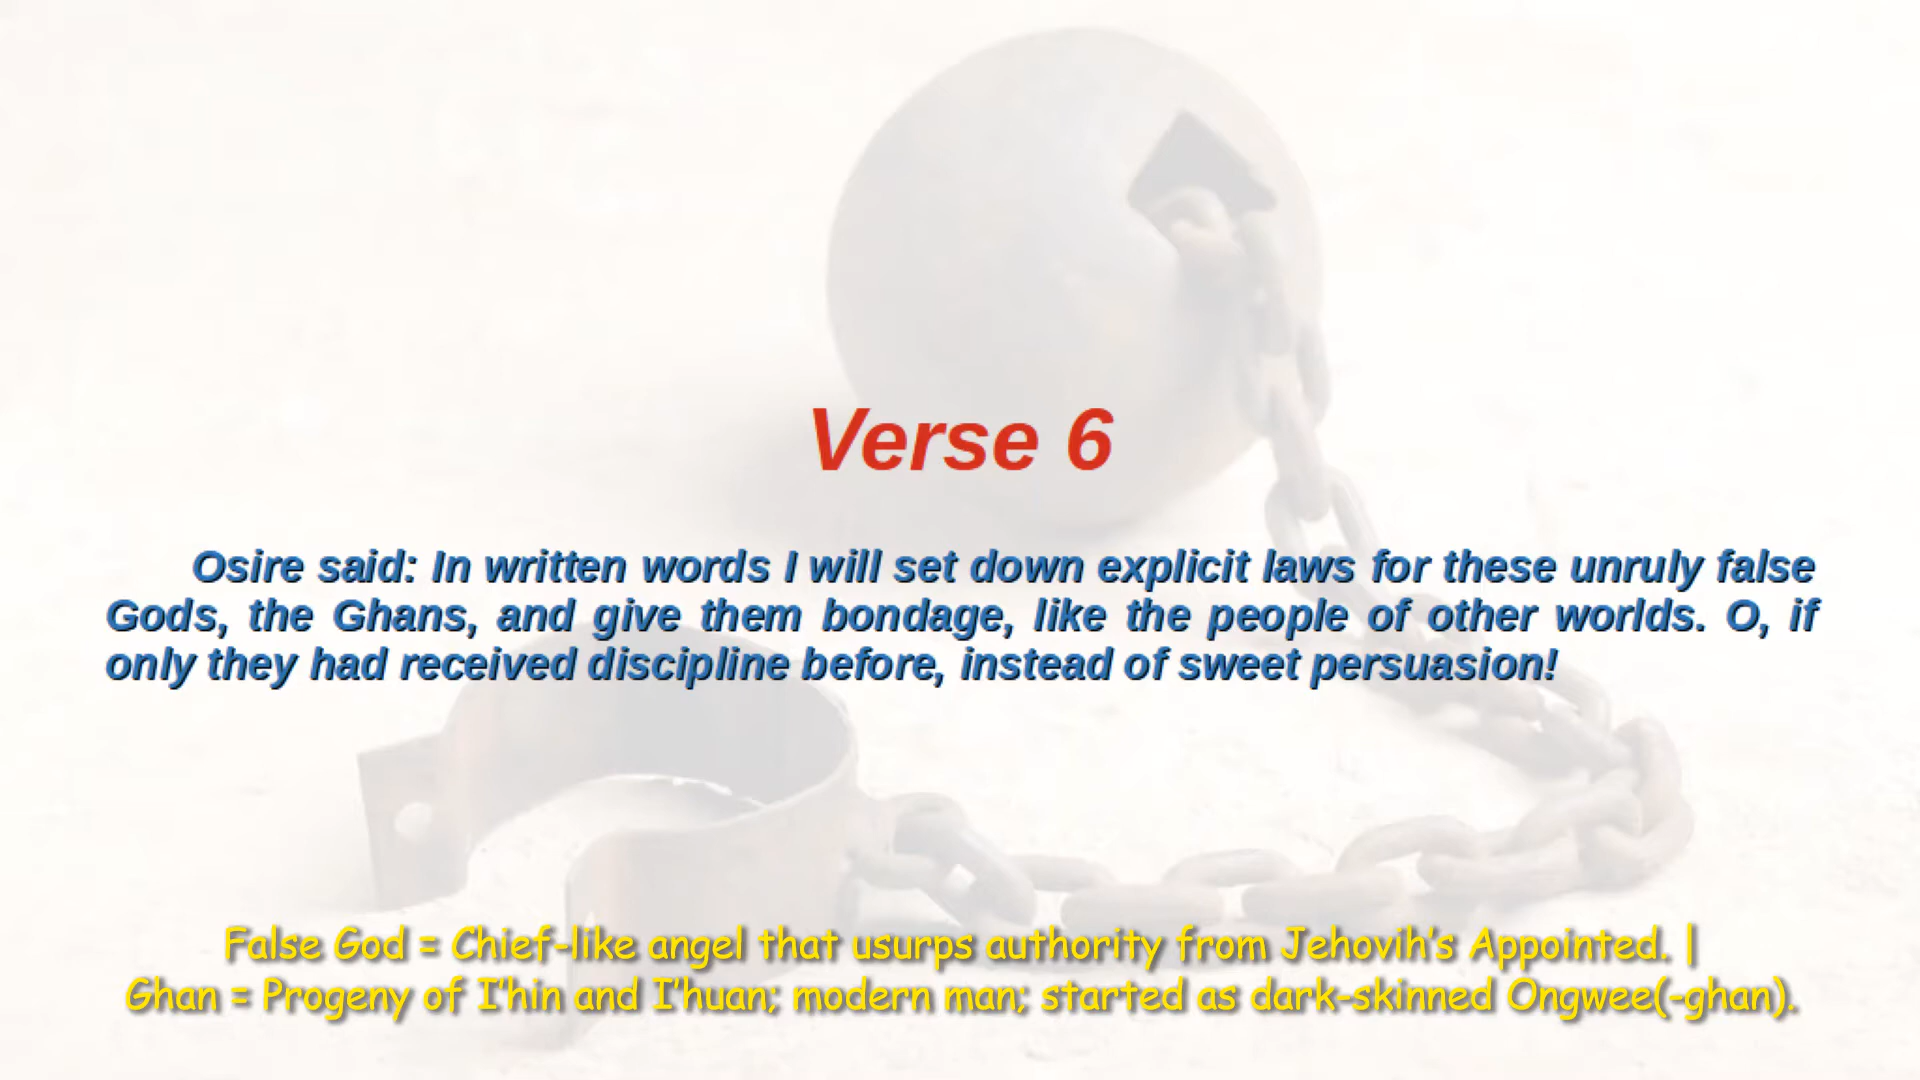 Verse 6
Osire said: In written words I will set down explicit laws for these unruly false
Gods, the Ghans, and give them bondage, like the people of other worlds. O, if
only they had received discipline before, instead of sweet persuasion!
False God = Chief-like angel that usurps authority from Jehovih's Appointed. |
Ghan = Progeny of I'hin and I'huan; modern man; started as dark-skinned Ongwee(-ghan).